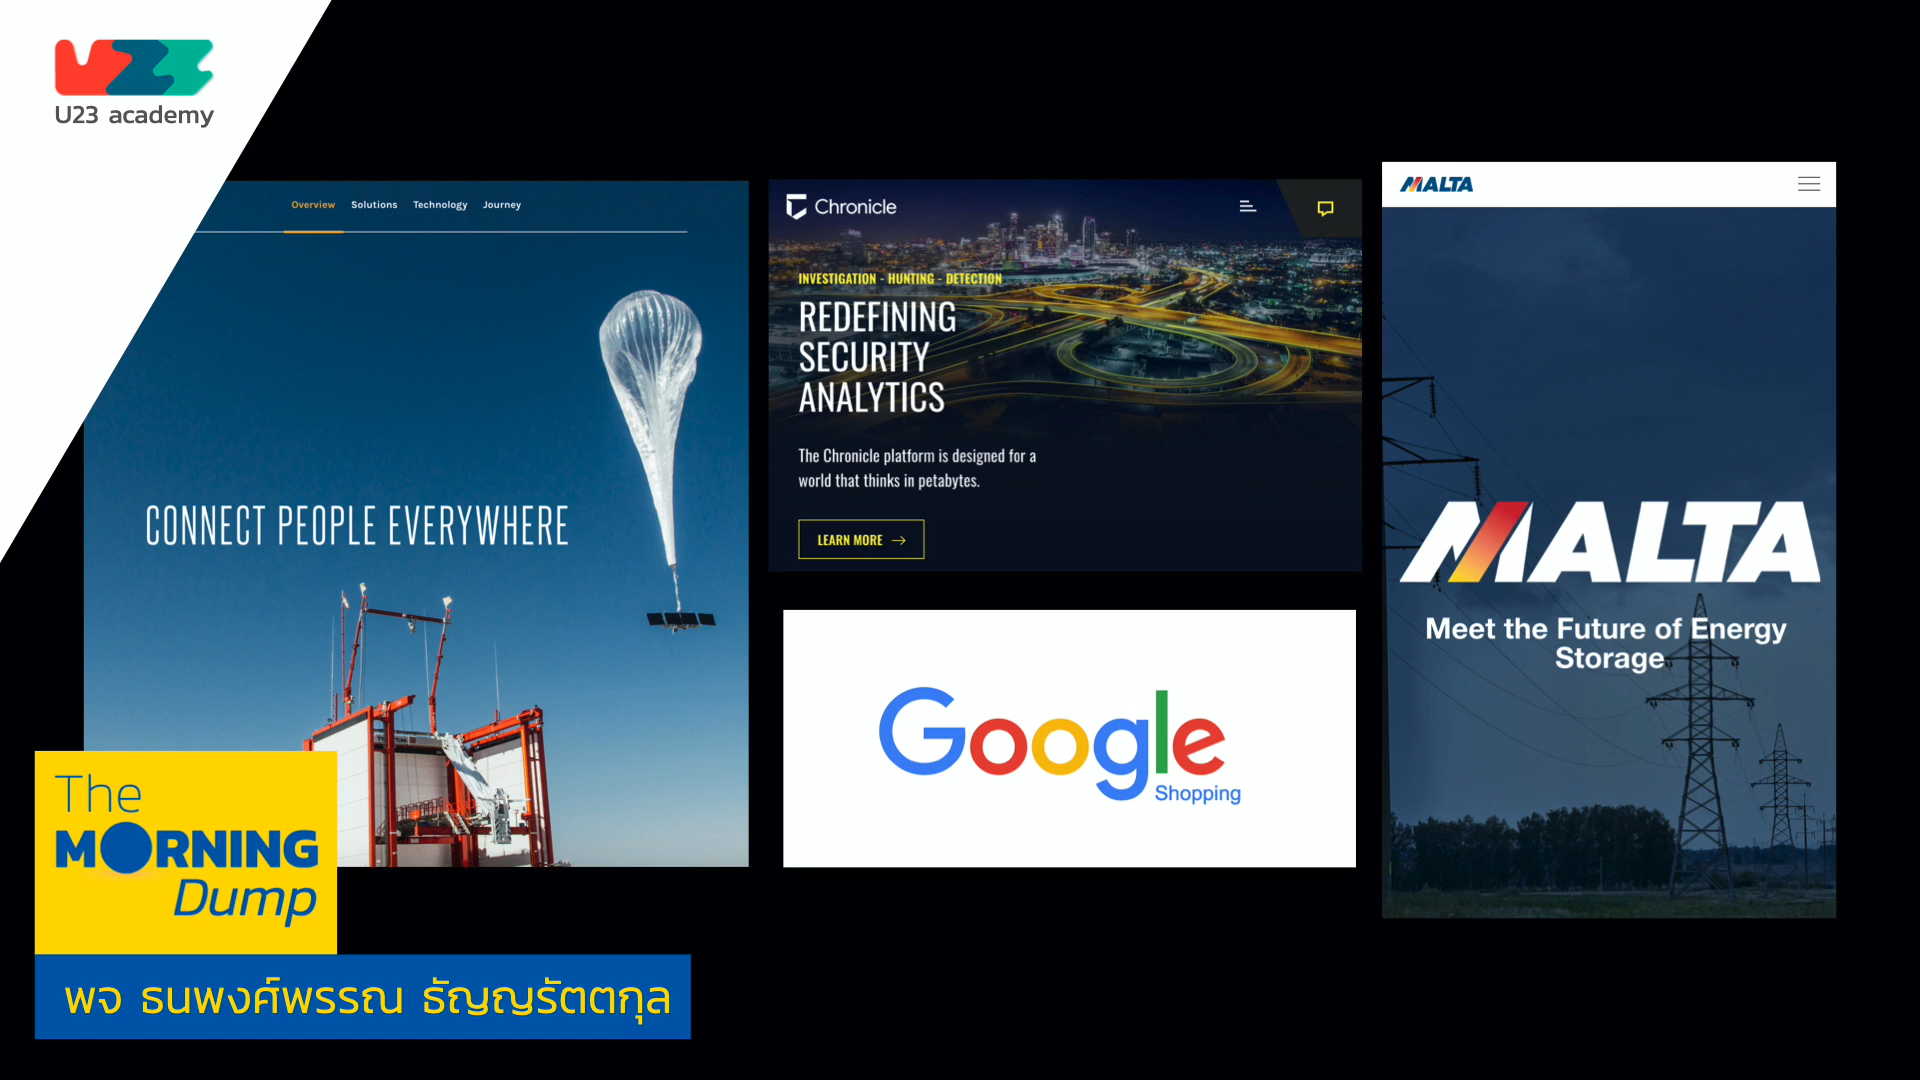 U23
U23 academy
Overview Solutions Technology Journey
CONNECT PEOPLE EVERYWHERE
Chronicle
INVESTIGATION - HUNTING - DETECTION
REDEFINING
SECURITY
ANALYTICS
The Chronicle platform is designed for a
world that thinks in petabytes.
LEARN MORE →
Google
Shopping
MALTA
MALTA
Meet the Future of Energy
Storage
The
MORNING
Dump
พจ ธนพงศ์พรรณ ธัญญรัตตกุล